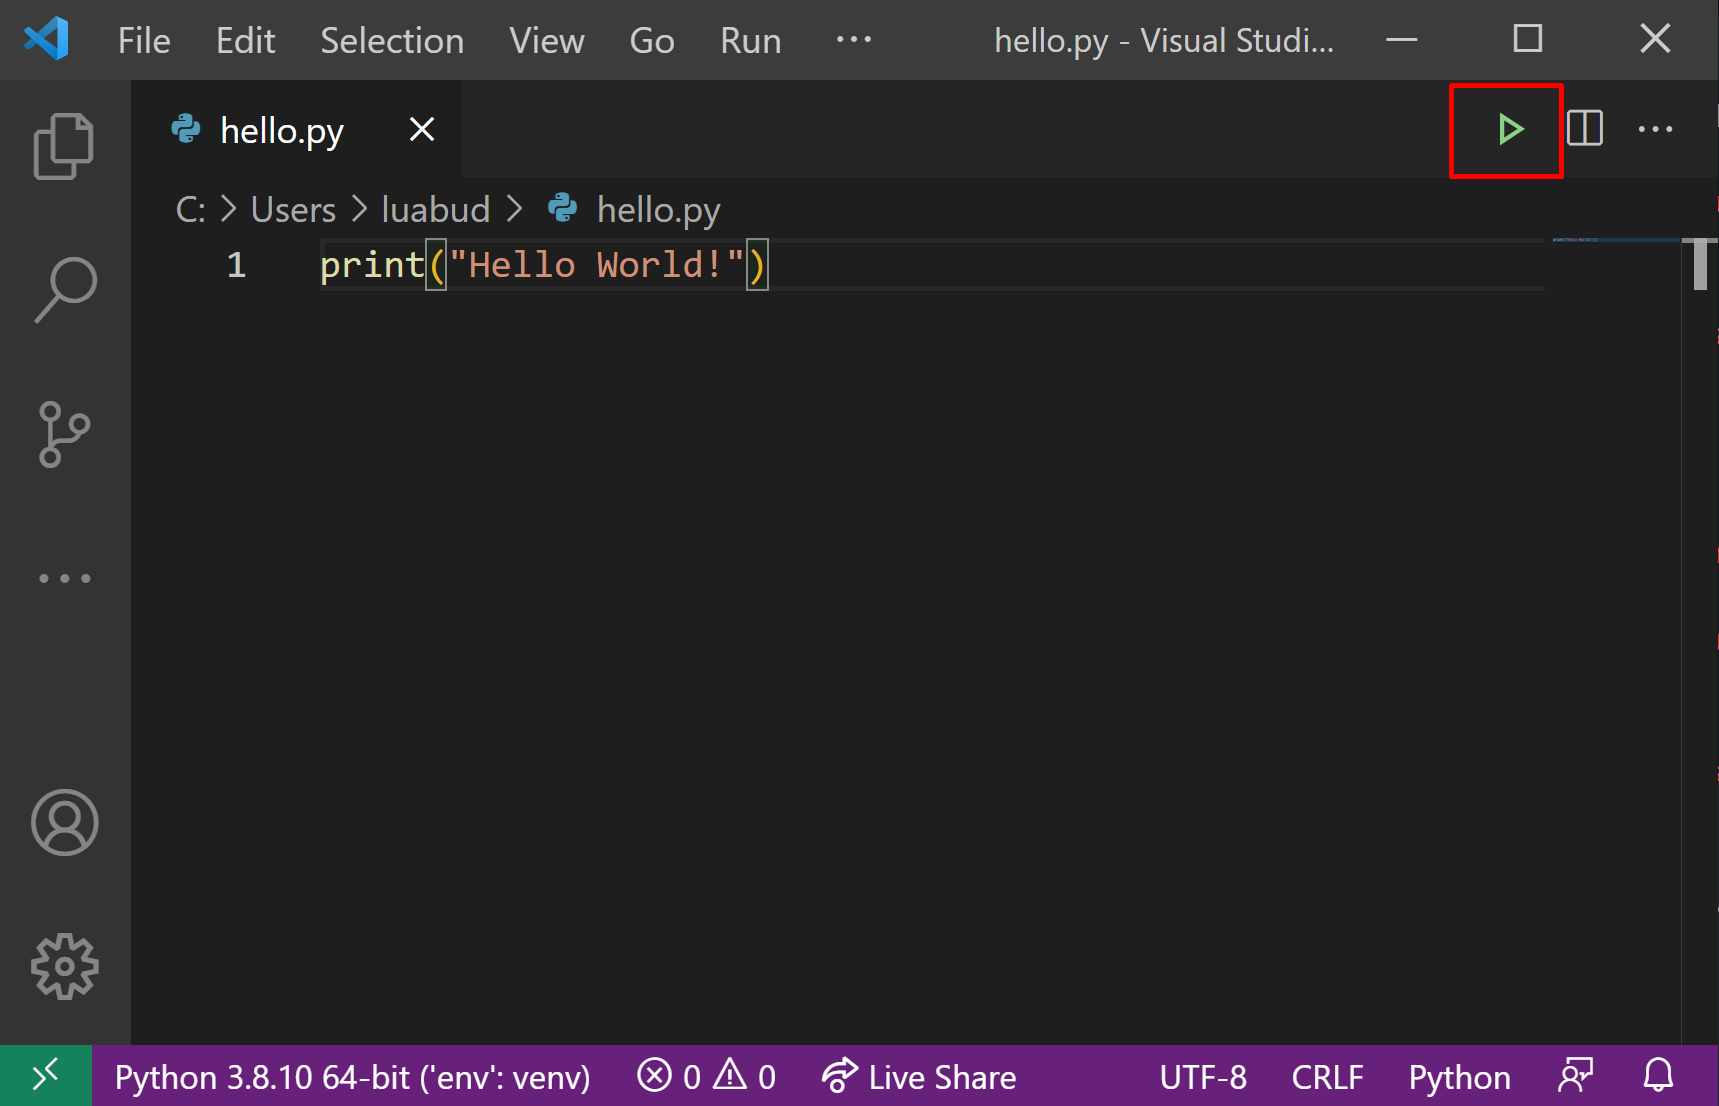 File Edit Selection View Go Run ··· hello.py - Visual Studi...
hello.py
C: > Users > luabud > hello.py
1 print("Hello World!")
Python 3.8.10 64-bit ('env': venv) 0 0 Live Share UTF-8 CRLF Python